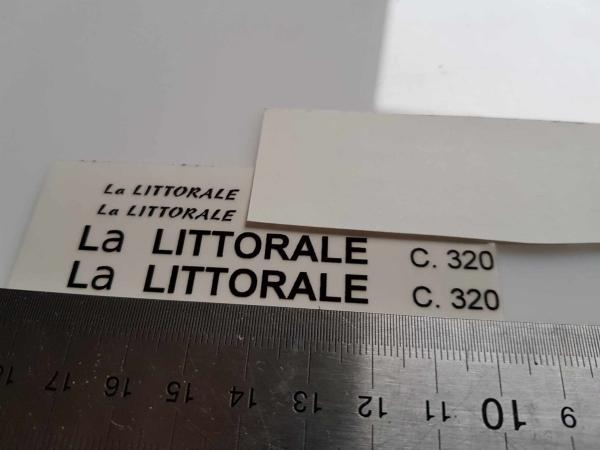 La LITTORALE
La LITTORALE
La LITTORALE C. 320
La LITTORALE C. 320
17 16 15 14 13 12 11 10 9